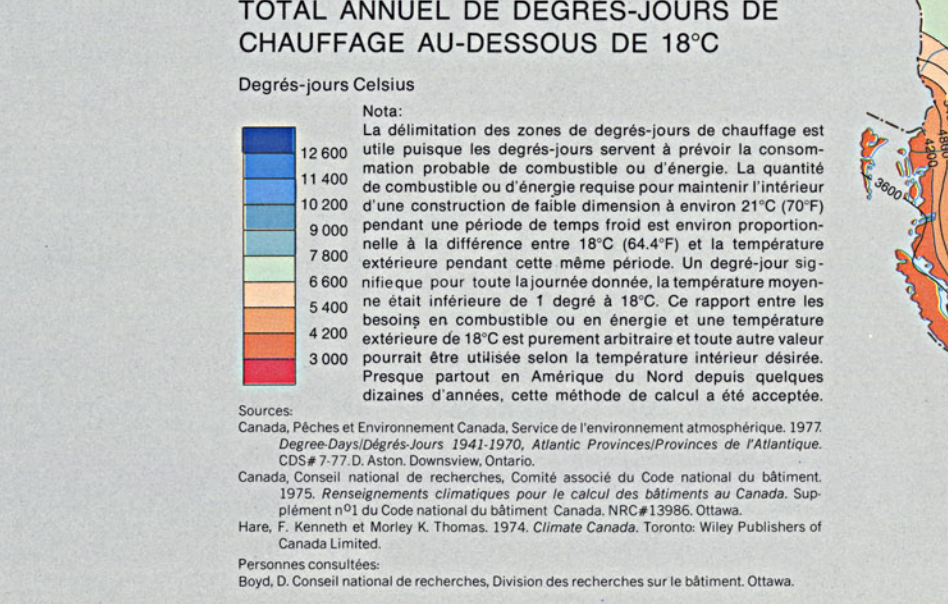 TOTAL ANNUEL DE DEGRÉS-JOURS DE
CHAUFFAGE AU-DESSOUS DE 18°C
Degrés-jours Celsius
12 600
11 400
10 200
9 000
7 800
6 600
5 400
4 200
3 000
Nota:
La délimitation des zones de degrés-jours de chauffage est
utile puisque les degrés-jours servent à prévoir la consom-
mation probable de combustible ou d'énergie. La quantité
de combustible ou d'énergie requise pour maintenir l'intérieur
d'une construction de faible dimension à environ 21°C (70°F)
pendant une période de temps froid est environ proportion-
nelle à la différence entre 18°C (64.4°F) et la température
extérieure pendant cette même période. Un degré-jour sig-
nifieque pour toute la journée donnée, la température moyen-
ne était inférieure de 1 degré à 18°C. Ce rapport entre les
besoins en combustible ou en énergie et une température
extérieure de 18°C est purement arbitraire et toute autre valeur
pourrait être utilisée selon la température intérieur désirée.
Presque partout en Amérique du Nord depuis quelques
dizaines d'années, cette méthode de calcul a été acceptée.
Sources:
Canada, Pêches et Environnement Canada, Service de l'environnement atmosphérique. 1977.
Degree-Days/Dégrés-Jours 1941-1970, Atlantic Provinces/Provinces de l'Atlantique.
CDS# 7-77. D. Aston. Downsview, Ontario.
Canada, Conseil national de recherches, Comité associé du Code national du bâtiment.
1975. Renseignements climatiques pour le calcul des bâtiments au Canada. Sup-
plément nº1 du Code national du bâtiment Canada. NRC#13986. Ottawa.
Hare, F. Kenneth et Morley K. Thomas. 1974. Climate Canada. Toronto: Wiley Publishers of
Canada Limited.
Personnes consultées:
Boyd, D. Conseil national de recherches, Division des recherches sur le bâtiment. Ottawa.
3600
4200
4800